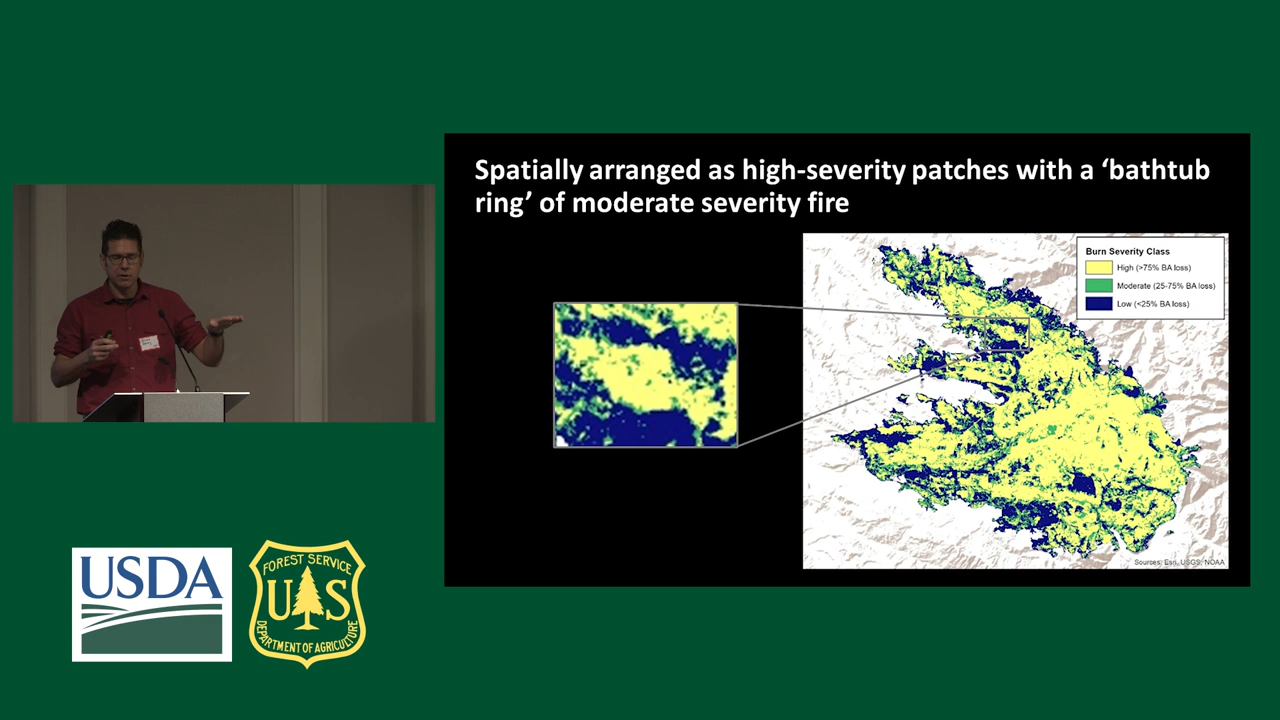 Spatially arranged as high-severity patches with a ‘bathtub
ring’ of moderate severity fire
Burn Severity Class
High (>75% BA loss)
Moderate (25-75% BA loss)
Low (<25% BA loss)
Sources: Esri, USGS, NOAA
USDA
FOREST SERVICE
U S
DEPARTMENT OF AGRICULTURE